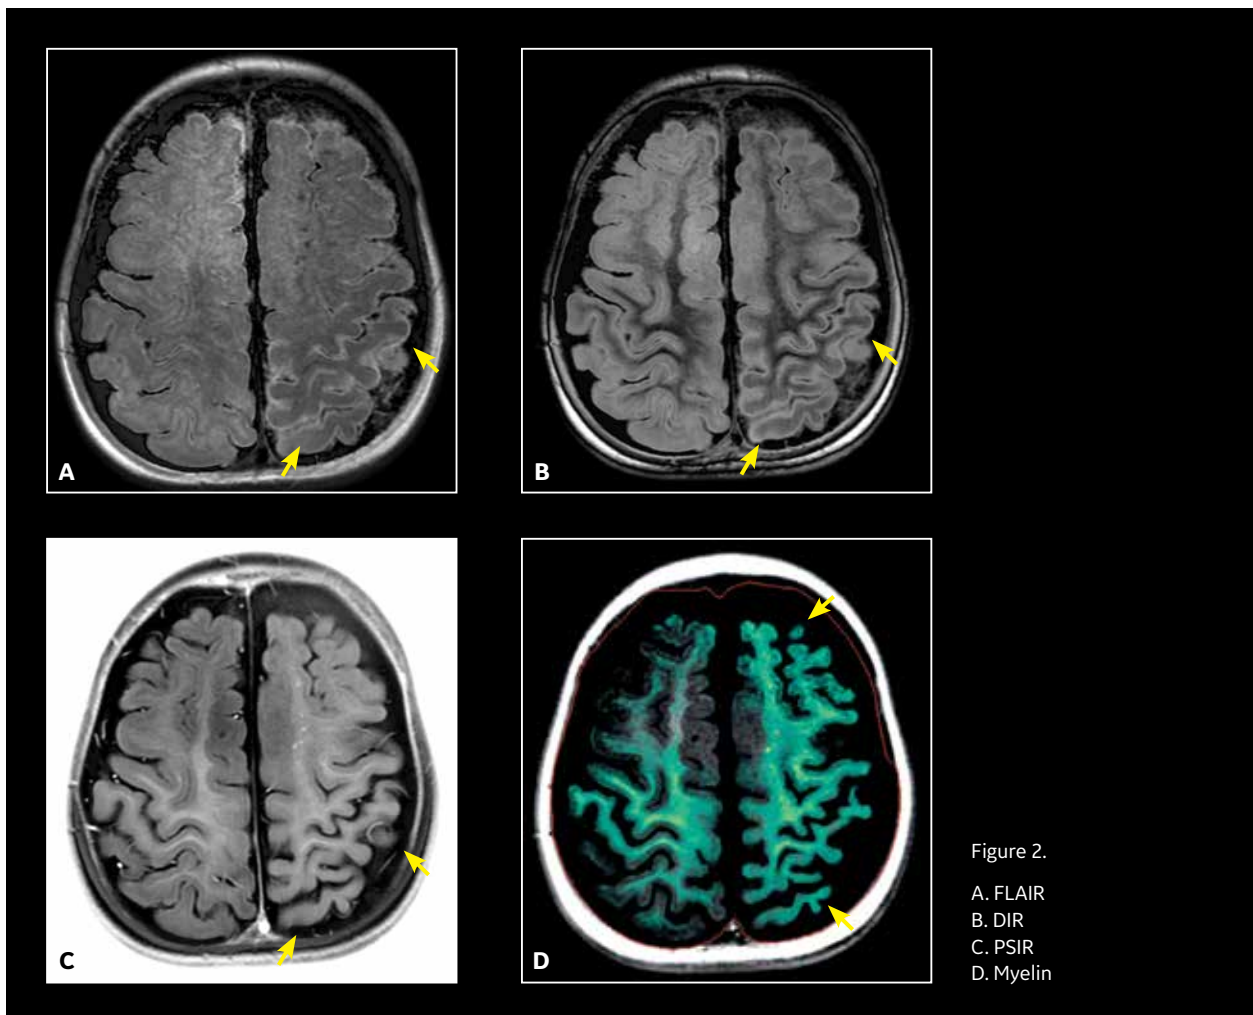 A
B
C
D
Figure 2.
A. FLAIR
B. DIR
C. PSIR
D. Myelin